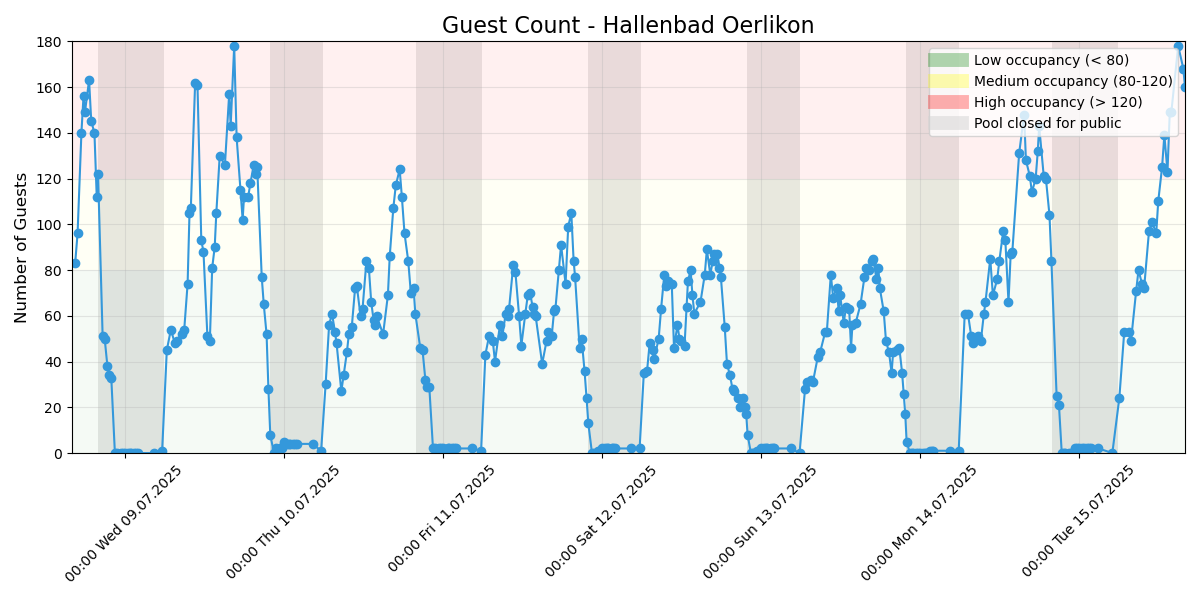 Guest Count - Hallenbad Oerlikon
Number of Guests
180
160
140
120
100
80
60
40
20
0
Low occupancy (< 80)
Medium occupancy (80-120)
High occupancy (> 120)
Pool closed for public
00:00 Wed 09.07.2025
00:00 Thu 10.07.2025
00:00 Fri 11.07.2025
00:00 Sat 12.07.2025
00:00 Sun 13.07.2025
00:00 Mon 14.07.2025
00:00 Tue 15.07.2025